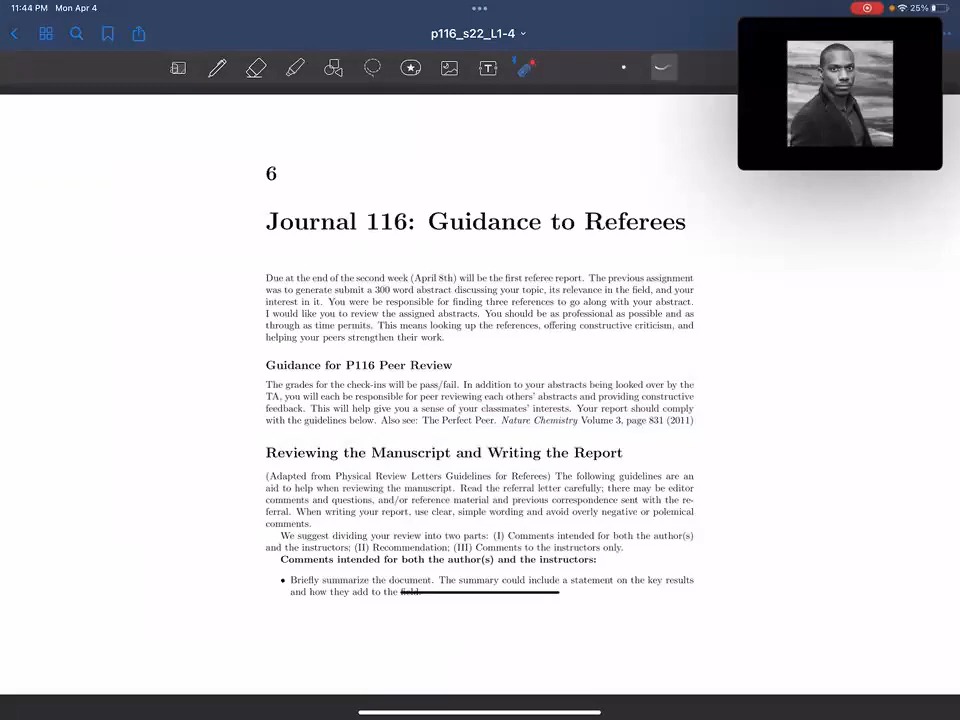 11:44 PM Mon Apr 4
25%
p116_s22_L1-4
6
Journal 116: Guidance to Referees
Due at the end of the second week (April 8th) will be the first referee report. The previous assignment
was to generate submit a 300 word abstract discussing your topic, its relevance in the field, and your
interest in it. You were be responsible for finding three references to go along with your abstract.
I would like you to review the assigned abstracts. You should be as professional as possible and as
through as time permits. This means looking up the references, offering constructive criticism, and
helping your peers strengthen their work.
Guidance for P116 Peer Review
The grades for the check-ins will be pass/fail. In addition to your abstracts being looked over by the
TA, you will each be responsible for peer reviewing each others' abstracts and providing constructive
feedback. This will help give you a sense of your classmates' interests. Your report should comply
with the guidelines below. Also see: The Perfect Peer. Nature Chemistry Volume 3, page 831 (2011)
Reviewing the Manuscript and Writing the Report
(Adapted from Physical Review Letters Guidelines for Referees) The following guidelines are an
aid to help when reviewing the manuscript. Read the referral letter carefully; there may be editor
comments and questions, and/or reference material and previous correspondence sent with the re-
ferral. When writing your report, use clear, simple wording and avoid overly negative or polemical
comments.
We suggest dividing your review into two parts: (I) Comments intended for both the author(s)
and the instructors; (II) Recommendation; (III) Comments to the instructors only.
Comments intended for both the author(s) and the instructors:
• Briefly summarize the document. The summary could include a statement on the key results
and how they add to the field.